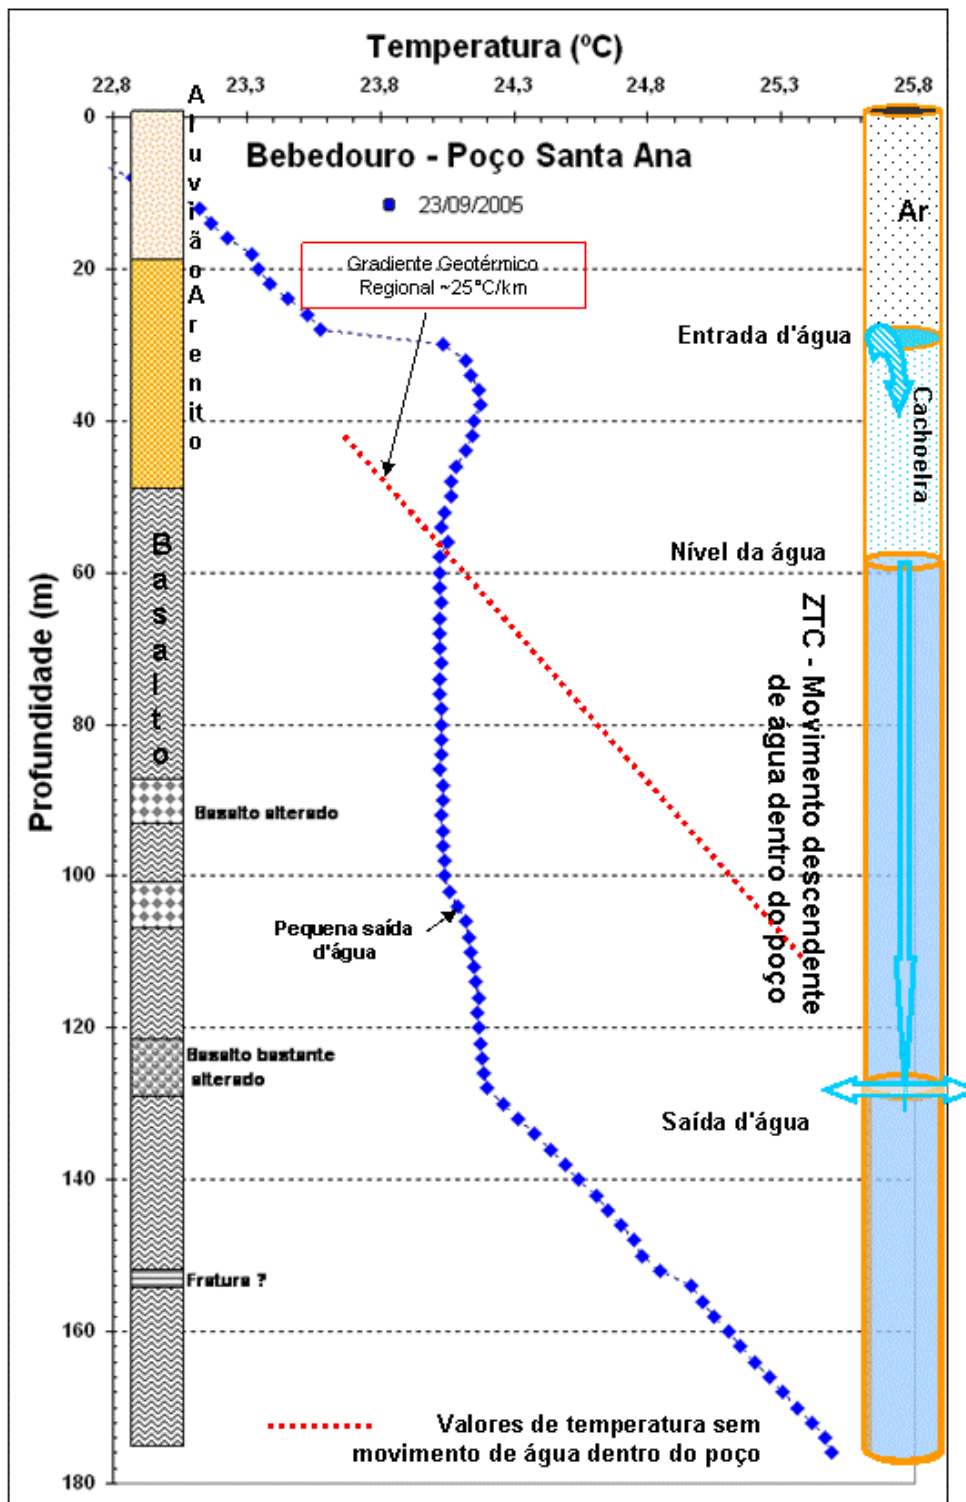 Temperatura (ºC)
22,8 23,3 23,8 24,3 24,8 25,3 25,8
Bebedouro - Poço Santa Ana
23/09/2005
Gradiente Geotérmico
Regional ~25°C/km
Profundidade (m)
0
20
40
60
80
100
120
140
160
180
Aluvião
Arenito
Basalto
Basalto alterado
Pequena saída
d'água
Basalto bastante
alterado
Fratura ?
Ar
Entrada d'água
Cachoeira
Nível da água
ZTC - Movimento descendente
de água dentro do poço
Saída d'água
Valores de temperatura sem
movimento de água dentro do poço